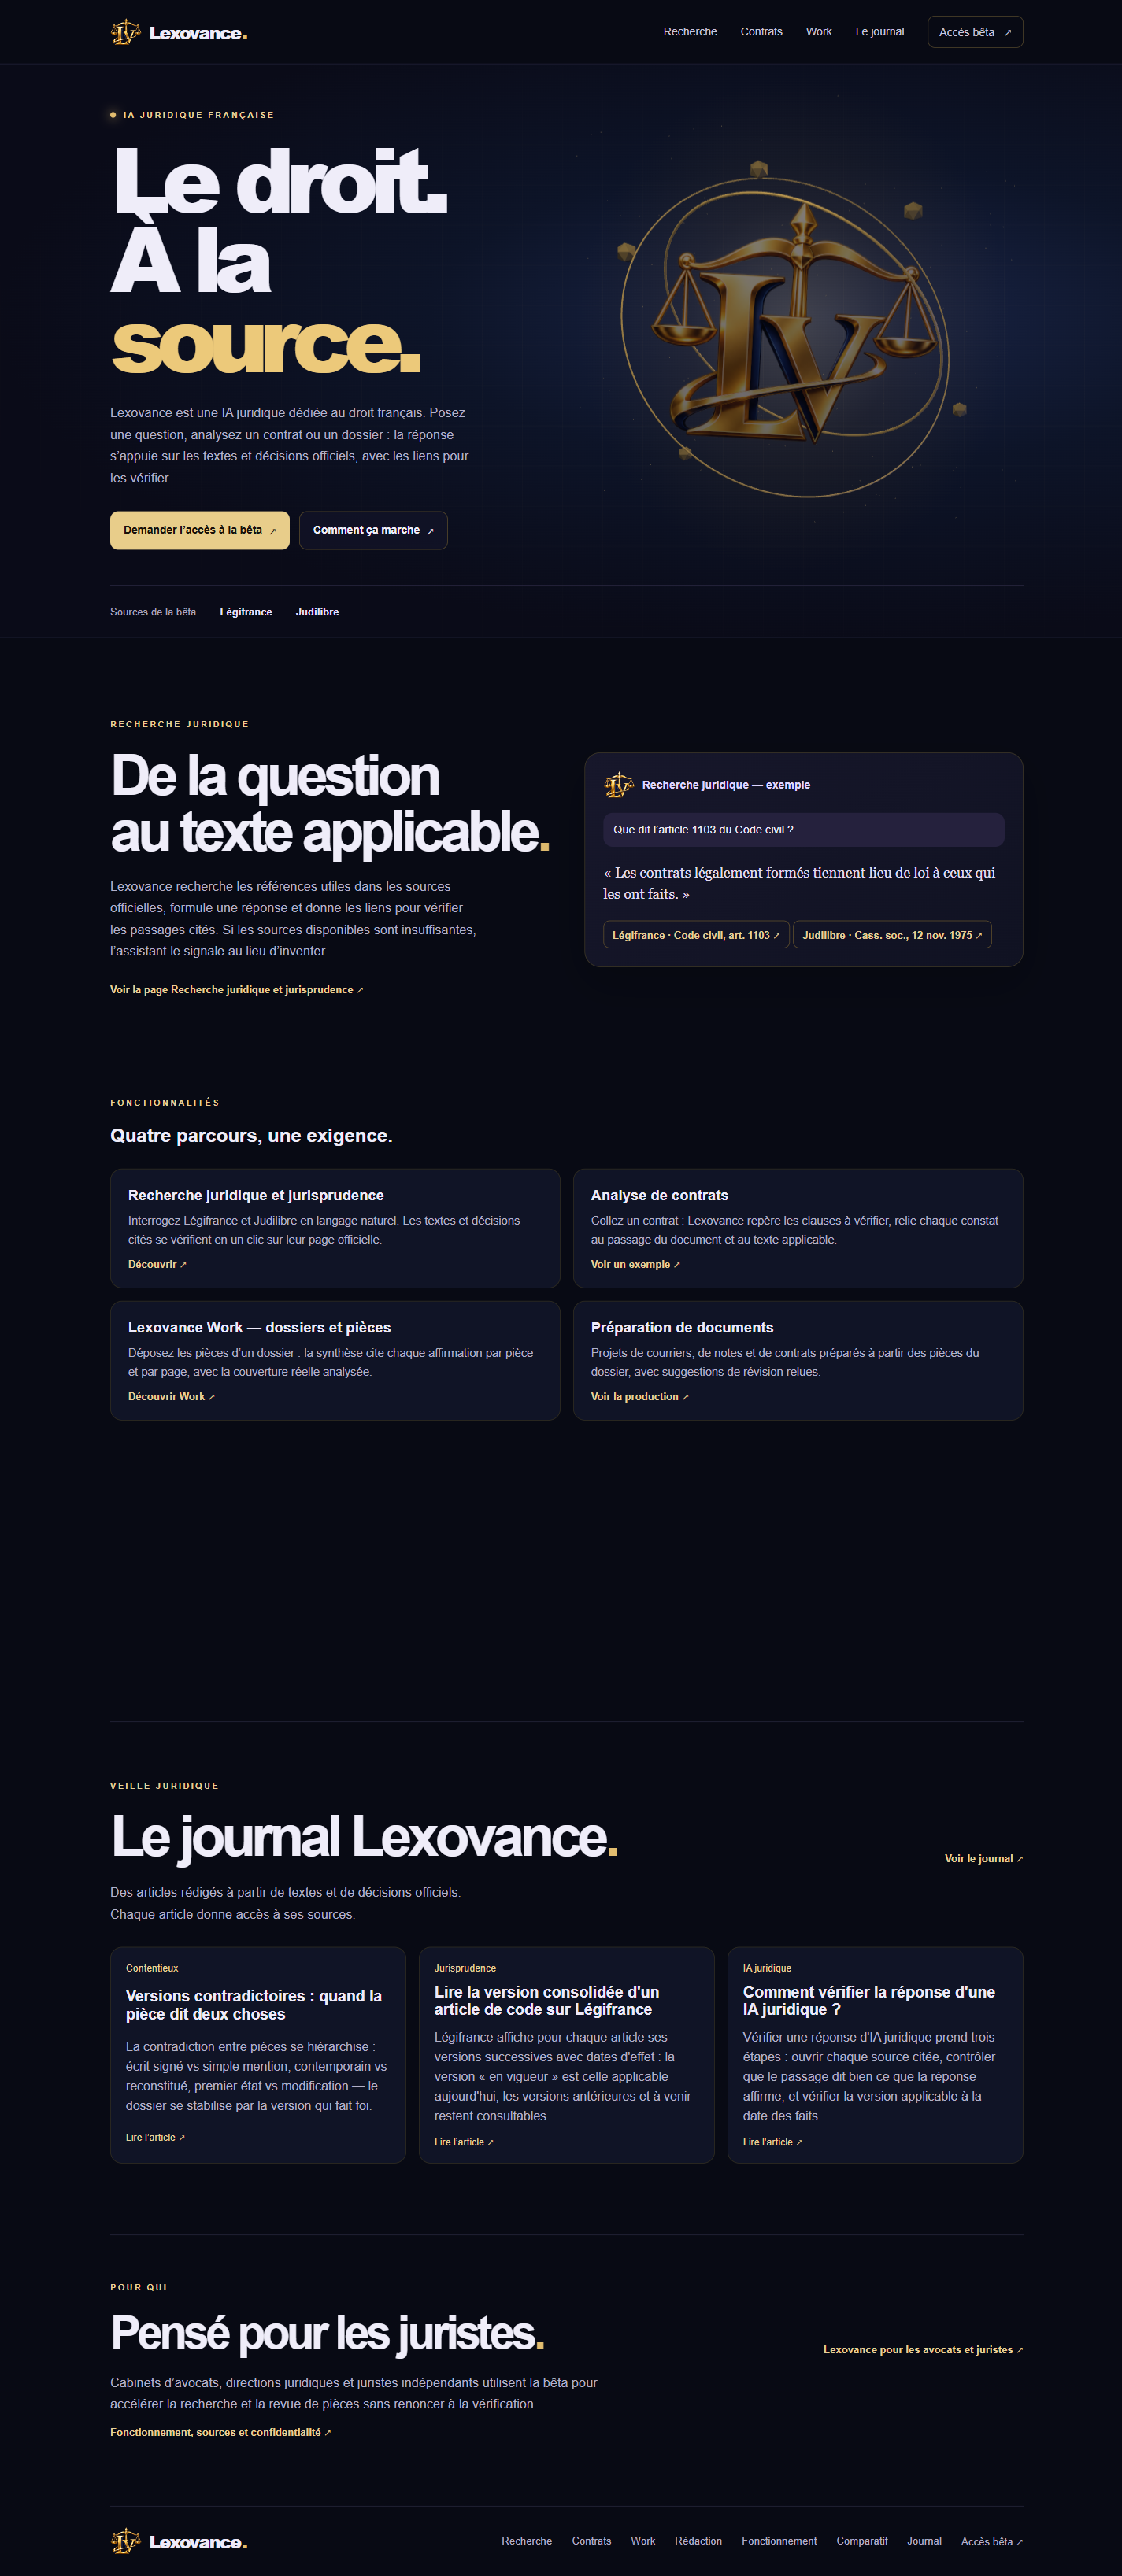 Lexovance.
Recherche Contrats Work Le journal Accès bêta ↗
IA JURIDIQUE FRANÇAISE
Le droit.
À la
source.
Lexovance est une IA juridique dédiée au droit français. Posez
une question, analysez un contrat ou un dossier : la réponse
s’appuie sur les textes et décisions officiels, avec les liens pour
les vérifier.
Demander l’accès à la bêta ↗ Comment ça marche ↗
Sources de la bêta Légifrance Judilibre
RECHERCHE JURIDIQUE
De la question
au texte applicable.
Lexovance recherche les références utiles dans les sources
officielles, formule une réponse et donne les liens pour vérifier
les passages cités. Si les sources disponibles sont insuffisantes,
l’assistant le signale au lieu d’inventer.
Voir la page Recherche juridique et jurisprudence ↗
Recherche juridique — exemple
Que dit l’article 1103 du Code civil ?
« Les contrats légalement formés tiennent lieu de loi à ceux qui
les ont faits. »
Légifrance · Code civil, art. 1103 ↗ Judilibre · Cass. soc., 12 nov. 1975 ↗
FONCTIONNALITÉS
Quatre parcours, une exigence.
Recherche juridique et jurisprudence
Interrogez Légifrance et Judilibre en langage naturel. Les textes et décisions
cités se vérifient en un clic sur leur page officielle.
Découvrir ↗
Analyse de contrats
Collez un contrat : Lexovance repère les clauses à vérifier, relie chaque constat
au passage du document et au texte applicable.
Voir un exemple ↗
Lexovance Work — dossiers et pièces
Déposez les pièces d’un dossier : la synthèse cite chaque affirmation par pièce
et par page, avec la couverture réelle analysée.
Découvrir Work ↗
Préparation de documents
Projets de courriers, de notes et de contrats préparés à partir des pièces du
dossier, avec suggestions de révision relues.
Voir la production ↗
VEILLE JURIDIQUE
Le journal Lexovance.
Voir le journal ↗
Des articles rédigés à partir de textes et de décisions officiels.
Chaque article donne accès à ses sources.
Contentieux
Versions contradictoires : quand la
pièce dit deux choses
La contradiction entre pièces se hiérarchise :
écrit signé vs simple mention, contemporain vs
reconstitué, premier état vs modification — le
dossier se stabilise par la version qui fait foi.
Lire l’article ↗
Jurisprudence
Lire la version consolidée d'un
article de code sur Légifrance
Légifrance affiche pour chaque article ses
versions successives avec dates d'effet : la
version « en vigueur » est celle applicable
aujourd'hui, les versions antérieures et à venir
restent consultables.
Lire l’article ↗
IA juridique
Comment vérifier la réponse d'une
IA juridique ?
Vérifier une réponse d'IA juridique prend trois
étapes : ouvrir chaque source citée, contrôler
que le passage dit bien ce que la réponse
affirme, et vérifier la version applicable à la
date des faits.
Lire l’article ↗
POUR QUI
Pensé pour les juristes.
Lexovance pour les avocats et juristes ↗
Cabinets d’avocats, directions juridiques et juristes indépendants utilisent la bêta pour
accélérer la recherche et la revue de pièces sans renoncer à la vérification.
Fonctionnement, sources et confidentialité ↗
Lexovance.
Recherche Contrats Work Rédaction Fonctionnement Comparatif Journal Accès bêta ↗